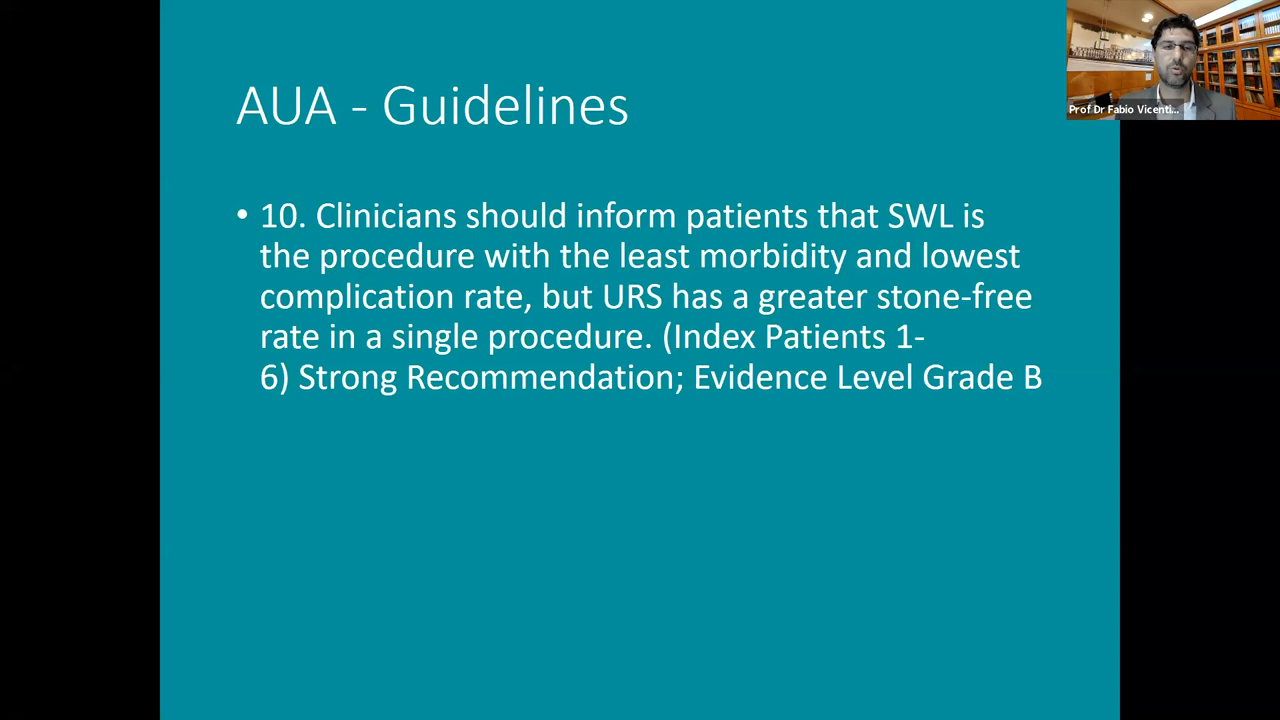 AUA - Guidelines
• 10. Clinicians should inform patients that SWL is
the procedure with the least morbidity and lowest
complication rate, but URS has a greater stone-free
rate in a single procedure. (Index Patients 1-
6) Strong Recommendation; Evidence Level Grade B
Prof Dr Fabio Vicenti...